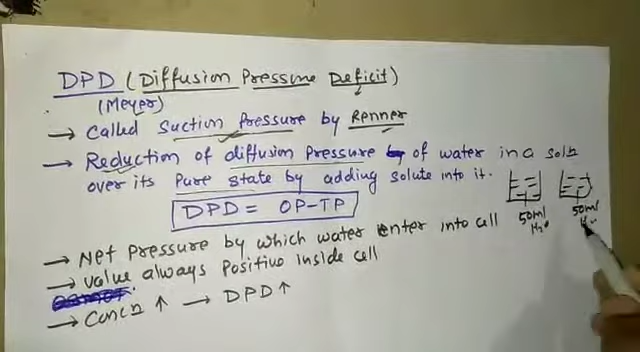 DPD (Diffusion Pressure Deficit)
(Meyer)
→ Called Suction Pressure by Renner
→ Reduction of diffusion pressure of water in a soln
over its Pure state by adding solute into it.
DPD = OP-TP
50ml
H₂O
50ml
→ Net pressure by which water enter into cell
→ value always Positive inside cell
→ Concn ↑ → DPD ↑